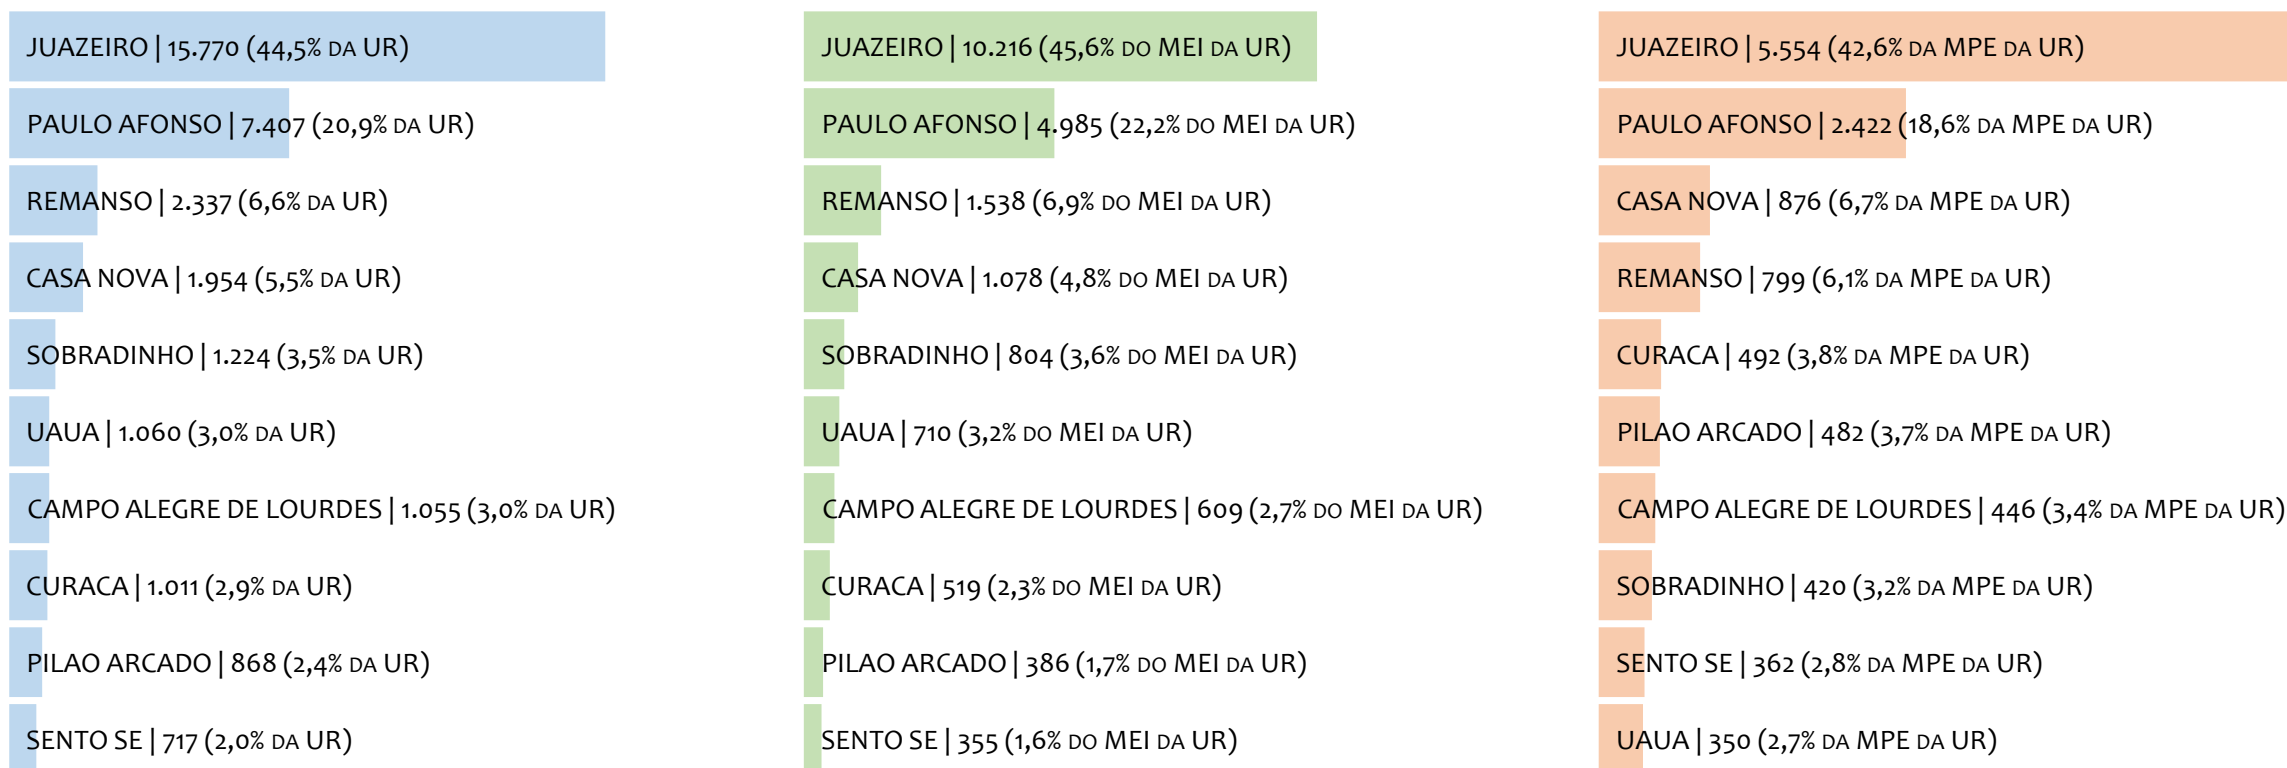 JUAZEIRO | 15.770 (44,5% DA UR)
PAULO AFONSO | 7.407 (20,9% DA UR)
REMANSO | 2.337 (6,6% DA UR)
CASA NOVA | 1.954 (5,5% DA UR)
SOBRADINHO | 1.224 (3,5% DA UR)
UAUA | 1.060 (3,0% DA UR)
CAMPO ALEGRE DE LOURDES | 1.055 (3,0% DA UR)
CURACA | 1.011 (2,9% DA UR)
PILAO ARCADO | 868 (2,4% DA UR)
SENTO SE | 717 (2,0% DA UR)
JUAZEIRO | 10.216 (45,6% DO MEI DA UR)
PAULO AFONSO | 4.985 (22,2% DO MEI DA UR)
REMANSO | 1.538 (6,9% DO MEI DA UR)
CASA NOVA | 1.078 (4,8% DO MEI DA UR)
SOBRADINHO | 804 (3,6% DO MEI DA UR)
UAUA | 710 (3,2% DO MEI DA UR)
CAMPO ALEGRE DE LOURDES | 609 (2,7% DO MEI DA UR)
CURACA | 519 (2,3% DO MEI DA UR)
PILAO ARCADO | 386 (1,7% DO MEI DA UR)
SENTO SE | 355 (1,6% DO MEI DA UR)
JUAZEIRO | 5.554 (42,6% DA MPE DA UR)
PAULO AFONSO | 2.422 (18,6% DA MPE DA UR)
CASA NOVA | 876 (6,7% DA MPE DA UR)
REMANSO | 799 (6,1% DA MPE DA UR)
CURACA | 492 (3,8% DA MPE DA UR)
PILAO ARCADO | 482 (3,7% DA MPE DA UR)
CAMPO ALEGRE DE LOURDES | 446 (3,4% DA MPE DA UR)
SOBRADINHO | 420 (3,2% DA MPE DA UR)
SENTO SE | 362 (2,8% DA MPE DA UR)
UAUA | 350 (2,7% DA MPE DA UR)